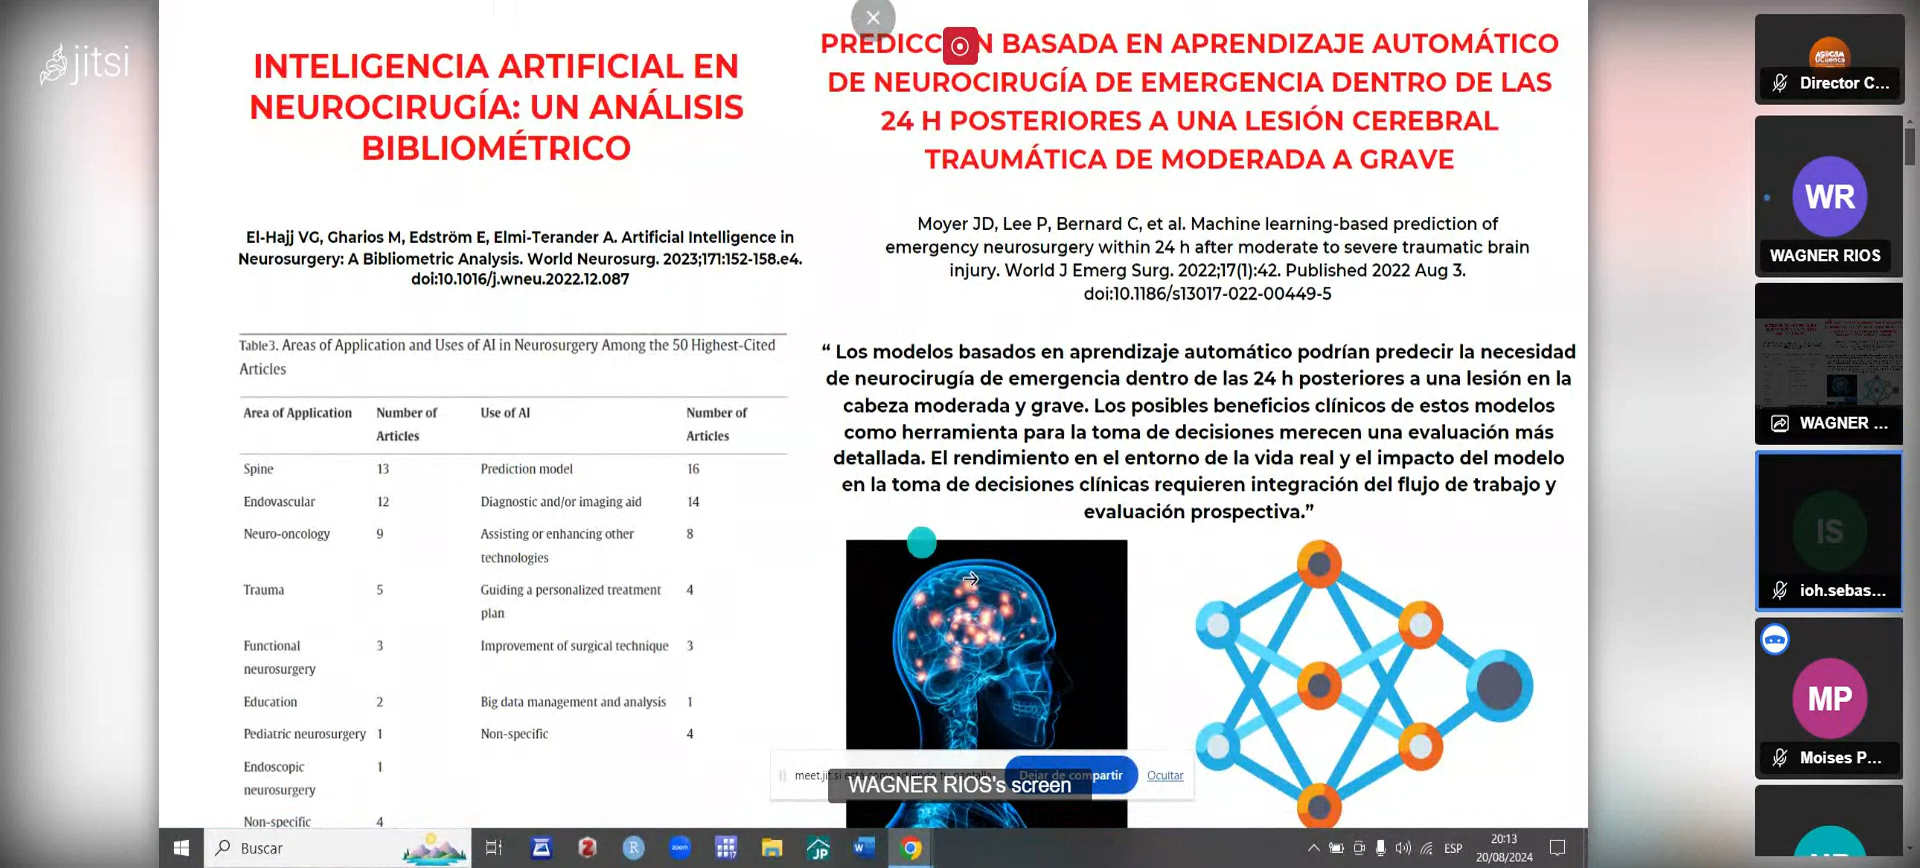 jitsi
INTELIGENCIA ARTIFICIAL EN
NEUROCIRUGÍA: UN ANÁLISIS
BIBLIOMÉTRICO
El-Hajj VG, Gharios M, Edström E, Elmi-Terander A. Artificial Intelligence in
Neurosurgery: A Bibliometric Analysis. World Neurosurg. 2023;171:152-158.e4.
doi:10.1016/j.wneu.2022.12.087
Table3. Areas of Application and Uses of AI in Neurosurgery Among the 50 Highest-Cited
Articles
Area of Application Number of Articles Use of AI Number of Articles
Spine 13 Prediction model 16
Endovascular 12 Diagnostic and/or imaging aid 14
Neuro-oncology 9 Assisting or enhancing other technologies 8
Trauma 5 Guiding a personalized treatment plan 4
Functional neurosurgery 3 Improvement of surgical technique 3
Education 2 Big data management and analysis 1
Pediatric neurosurgery 1 Non-specific 4
Endoscopic neurosurgery 1
Non-specific 4
PREDICC N BASADA EN APRENDIZAJE AUTOMÁTICO
DE NEUROCIRUGÍA DE EMERGENCIA DENTRO DE LAS
24 H POSTERIORES A UNA LESIÓN CEREBRAL
TRAUMÁTICA DE MODERADA A GRAVE
Moyer JD, Lee P, Bernard C, et al. Machine learning-based prediction of
emergency neurosurgery within 24 h after moderate to severe traumatic brain
injury. World J Emerg Surg. 2022;17(1):42. Published 2022 Aug 3.
doi:10.1186/s13017-022-00449-5
“ Los modelos basados en aprendizaje automático podrían predecir la necesidad
de neurocirugía de emergencia dentro de las 24 h posteriores a una lesión en la
cabeza moderada y grave. Los posibles beneficios clínicos de estos modelos
como herramienta para la toma de decisiones merecen una evaluación más
detallada. El rendimiento en el entorno de la vida real y el impacto del modelo
en la toma de decisiones clínicas requieren integración del flujo de trabajo y
evaluación prospectiva.”
meet.jit.si está compartiendo tu pantalla.
Dejar de compartir
Ocultar
WAGNER RIOS's screen
Buscar
ESP
20:13
20/08/2024
Director C...
WR
WAGNER RIOS
WAGNER ...
IS
ioh.sebas...
MP
Moises P...